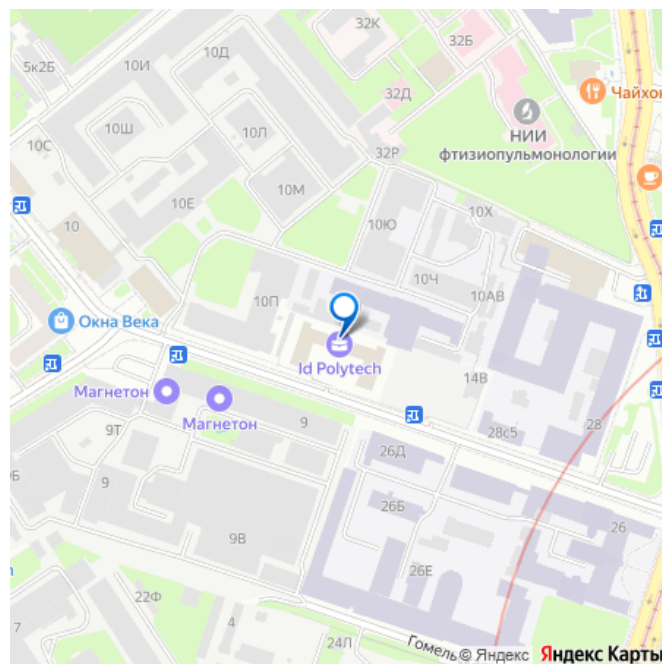 32К
32Б
10Д
5к2Б
10И
32Д
Чайхон
НИИ
фтизиопульмонологии
10Ш
10Л
10С
32Р
10М
10Е
10Х
10
10Ю
10Ч
10АВ
10П
Окна Века
Id Polytech
14В
Магнетон
Магнетон
9Т
9
28с5
28
26Д
9Б
9
26Б
26
9В
26Е
22Ф
4
7
24Л
Гомель
© Яндекс Яндекс Карты